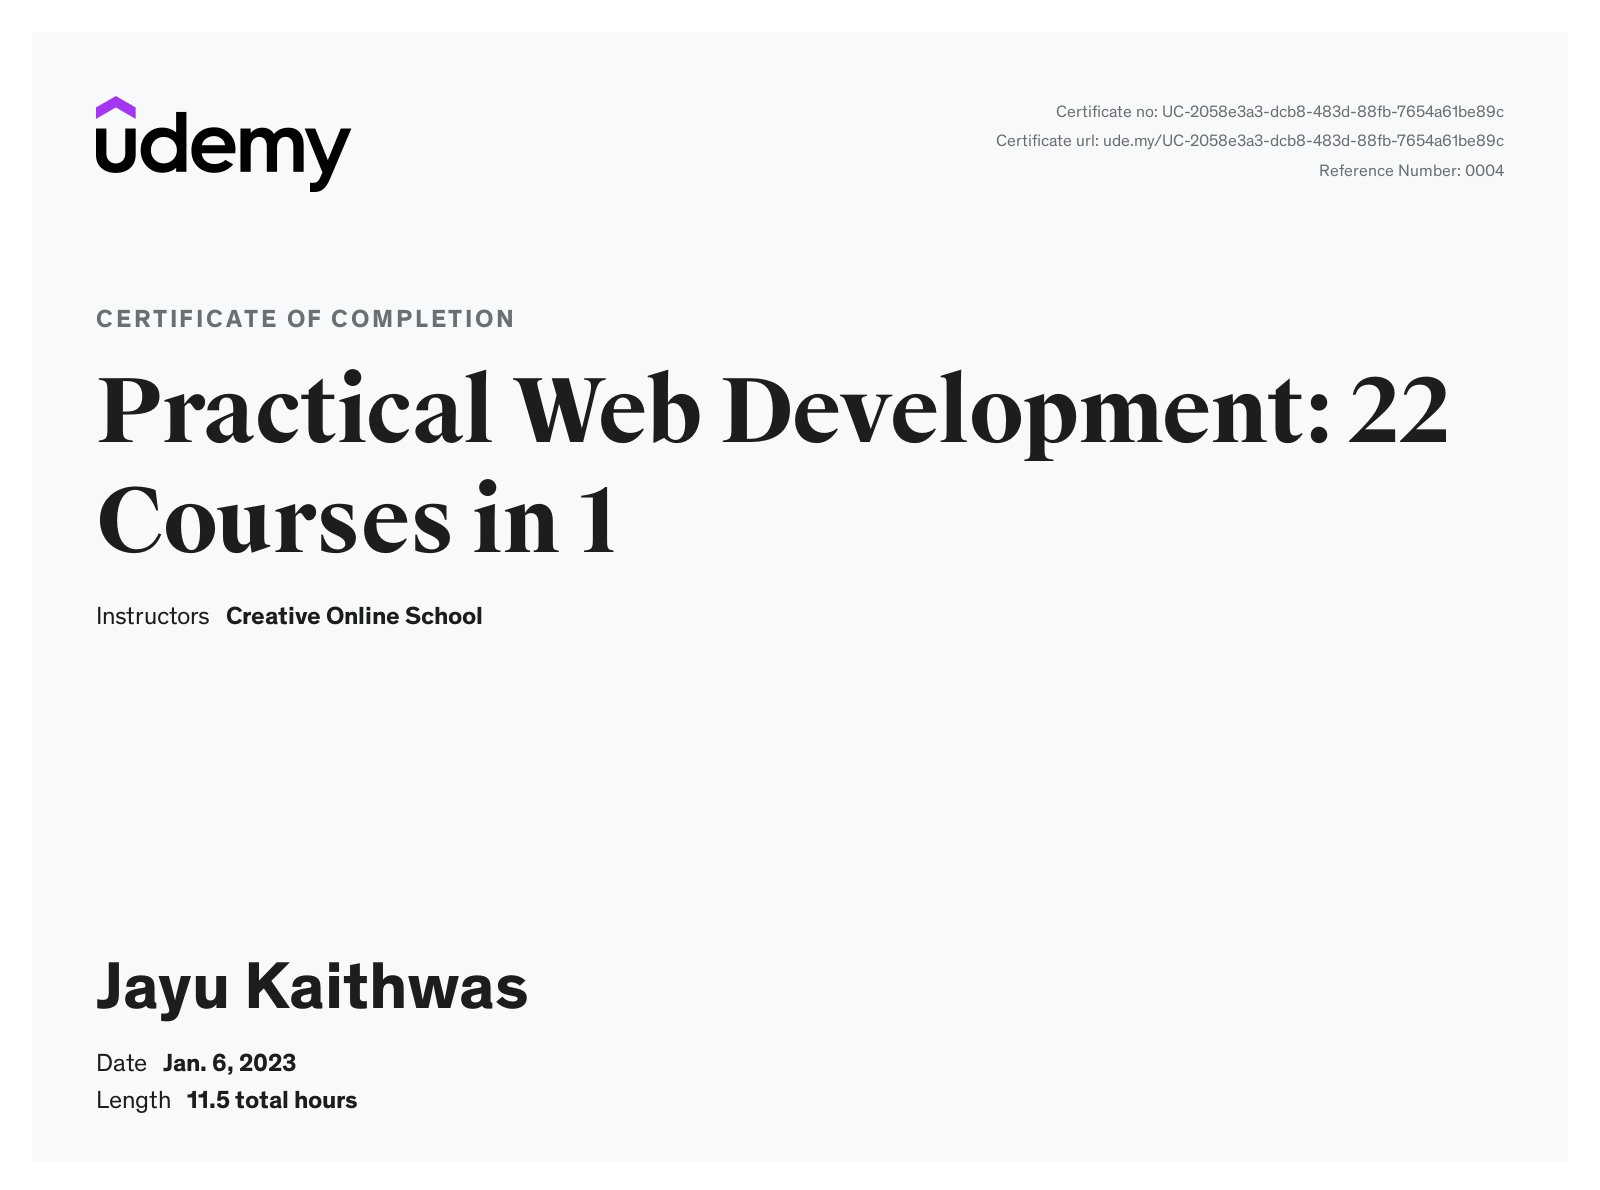 udemy
Certificate no: UC-2058e3a3-dcb8-483d-88fb-7654a61be89c
Certificate url: ude.my/UC-2058e3a3-dcb8-483d-88fb-7654a61be89c
Reference Number: 0004
CERTIFICATE OF COMPLETION
Practical Web Development: 22
Courses in 1
Instructors Creative Online School
Jayu Kaithwas
Date Jan. 6, 2023
Length 11.5 total hours